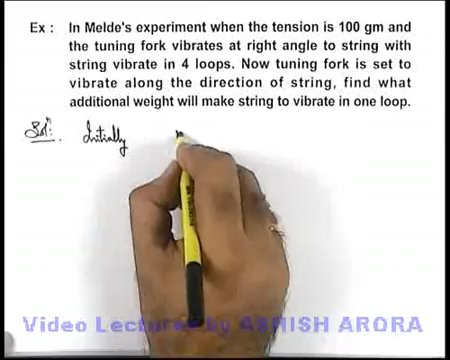 Ex : In Melde's experiment when the tension is 100 gm and
the tuning fork vibrates at right angle to string with
string vibrate in 4 loops. Now tuning fork is set to
vibrate along the direction of string, find what
additional weight will make string to vibrate in one loop.
Solⁿ: Initially
Video Lectures by ASHISH ARORA